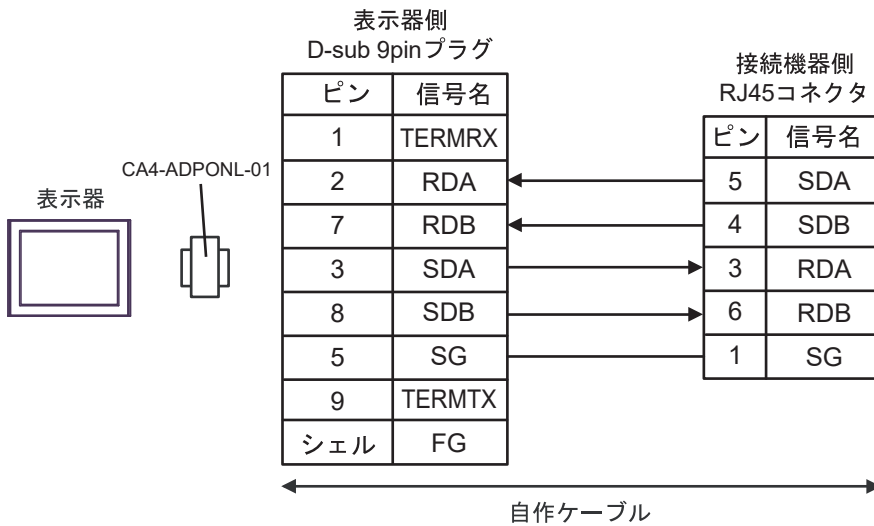 表示器側
D-sub 9pinプラグ
接続機器側
RJ45コネクタ
表示器
CA4-ADPONL-01
ピン 信号名
1 TERMRX
2 RDA
7 RDB
3 SDA
8 SDB
5 SG
9 TERMTX
シェル FG
ピン 信号名
5 SDA
4 SDB
3 RDA
6 RDB
1 SG
自作ケーブル